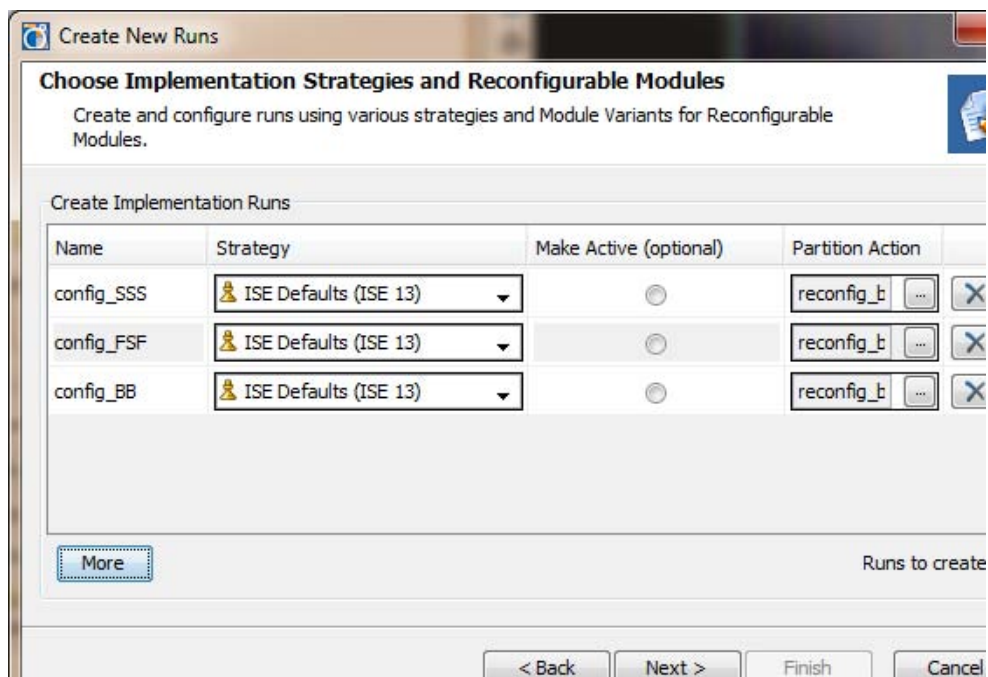 Create New Runs
Choose Implementation Strategies and Reconfigurable Modules
Create and configure runs using various strategies and Module Variants for Reconfigurable
Modules.
Create Implementation Runs
Name Strategy Make Active (optional) Partition Action
config_SSS ISE Defaults (ISE 13) reconfig_b ...
config_FSF ISE Defaults (ISE 13) reconfig_b ...
config_BB ISE Defaults (ISE 13) reconfig_b ...
More Runs to create
< Back Next > Finish Cancel